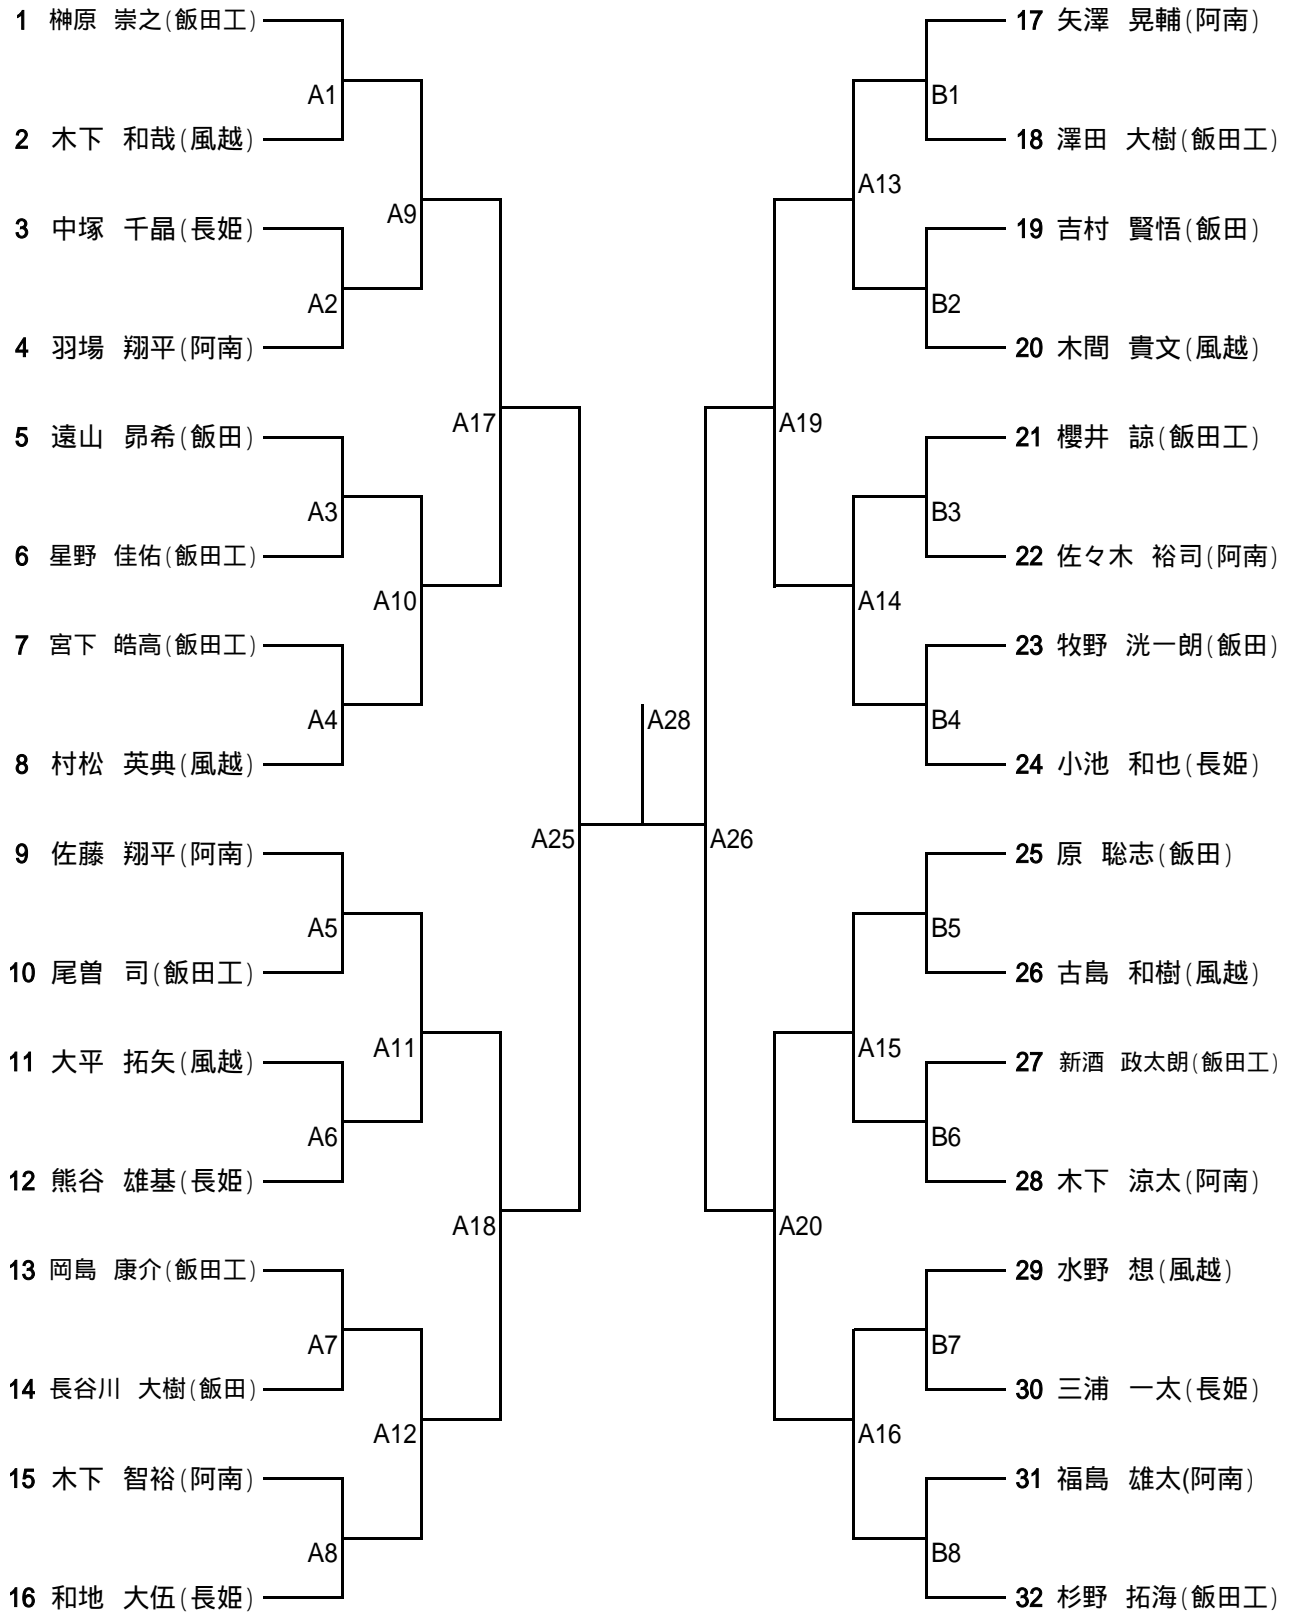 1 榊原 崇之(飯田工)
A1
2 木下 和哉(風越)
A9
3 中塚 千晶(長姫)
A2
4 羽場 翔平(阿南)
A17
5 遠山 昴希(飯田)
A3
6 星野 佳佑(飯田工)
A10
7 宮下 皓高(飯田工)
A4
8 村松 英典(風越)
A25
9 佐藤 翔平(阿南)
A5
10 尾曽 司(飯田工)
A11
11 大平 拓矢(風越)
A6
12 熊谷 雄基(長姫)
A18
13 岡島 康介(飯田工)
A7
14 長谷川 大樹(飯田)
A12
15 木下 智裕(阿南)
A8
16 和地 大伍(長姫)
A28
17 矢澤 晃輔(阿南)
B1
18 澤田 大樹(飯田工)
A13
19 吉村 賢悟(飯田)
B2
20 木間 貴文(風越)
A19
21 櫻井 諒(飯田工)
B3
22 佐々木 裕司(阿南)
A14
23 牧野 洸一朗(飯田)
B4
24 小池 和也(長姫)
A26
25 原 聡志(飯田)
B5
26 古島 和樹(風越)
A15
27 新酒 政太朗(飯田工)
B6
28 木下 涼太(阿南)
A20
29 水野 想(風越)
B7
30 三浦 一太(長姫)
A16
31 福島 雄太(阿南)
B8
32 杉野 拓海(飯田工)